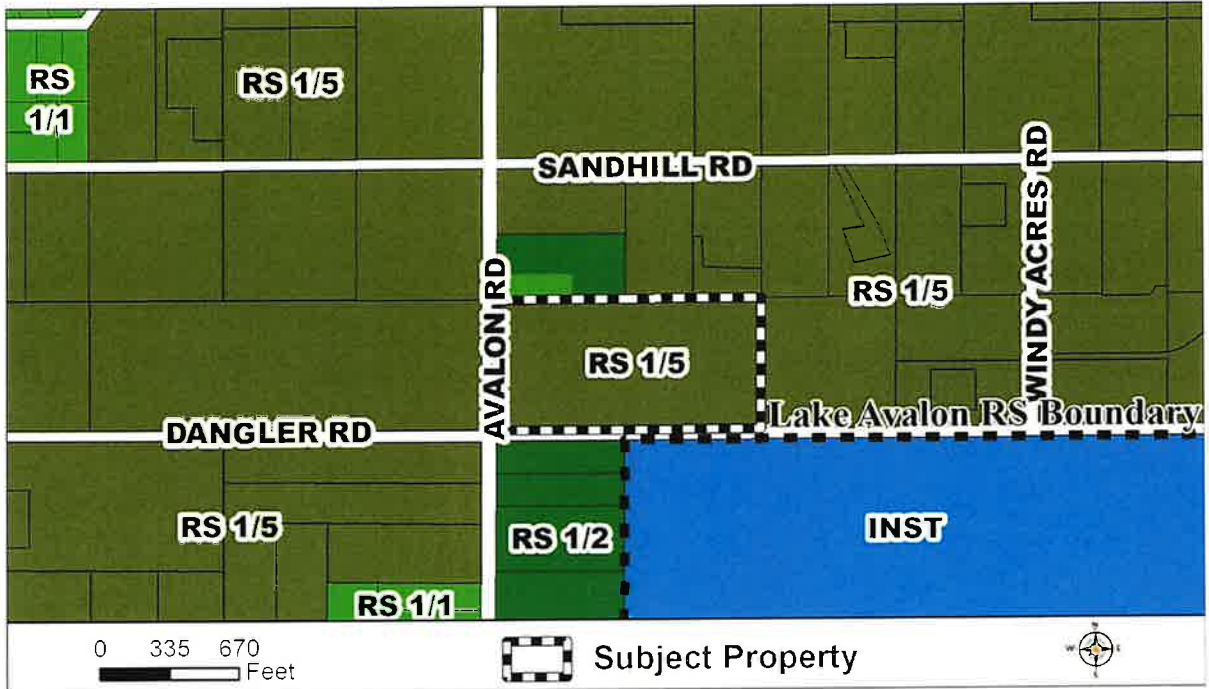 RS
1/1
RS 1/5
SANDHILL RD
AVALON RD
WINDY ACRES RD
RS 1/5
RS 1/5
Lake Avalon RS Boundary
DANGLER RD
RS 1/5
RS 1/2
INST
RS 1/1
0 335 670
Feet
Subject Property
N
W E
S